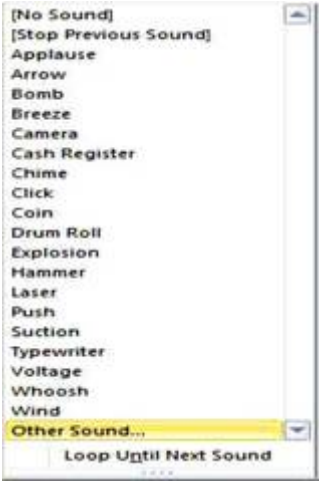 [No Sound]
[Stop Previous Sound]
Applause
Arrow
Bomb
Breeze
Camera
Cash Register
Chime
Click
Coin
Drum Roll
Explosion
Hammer
Laser
Push
Suction
Typewriter
Voltage
Whoosh
Wind
Other Sound...
Loop Until Next Sound